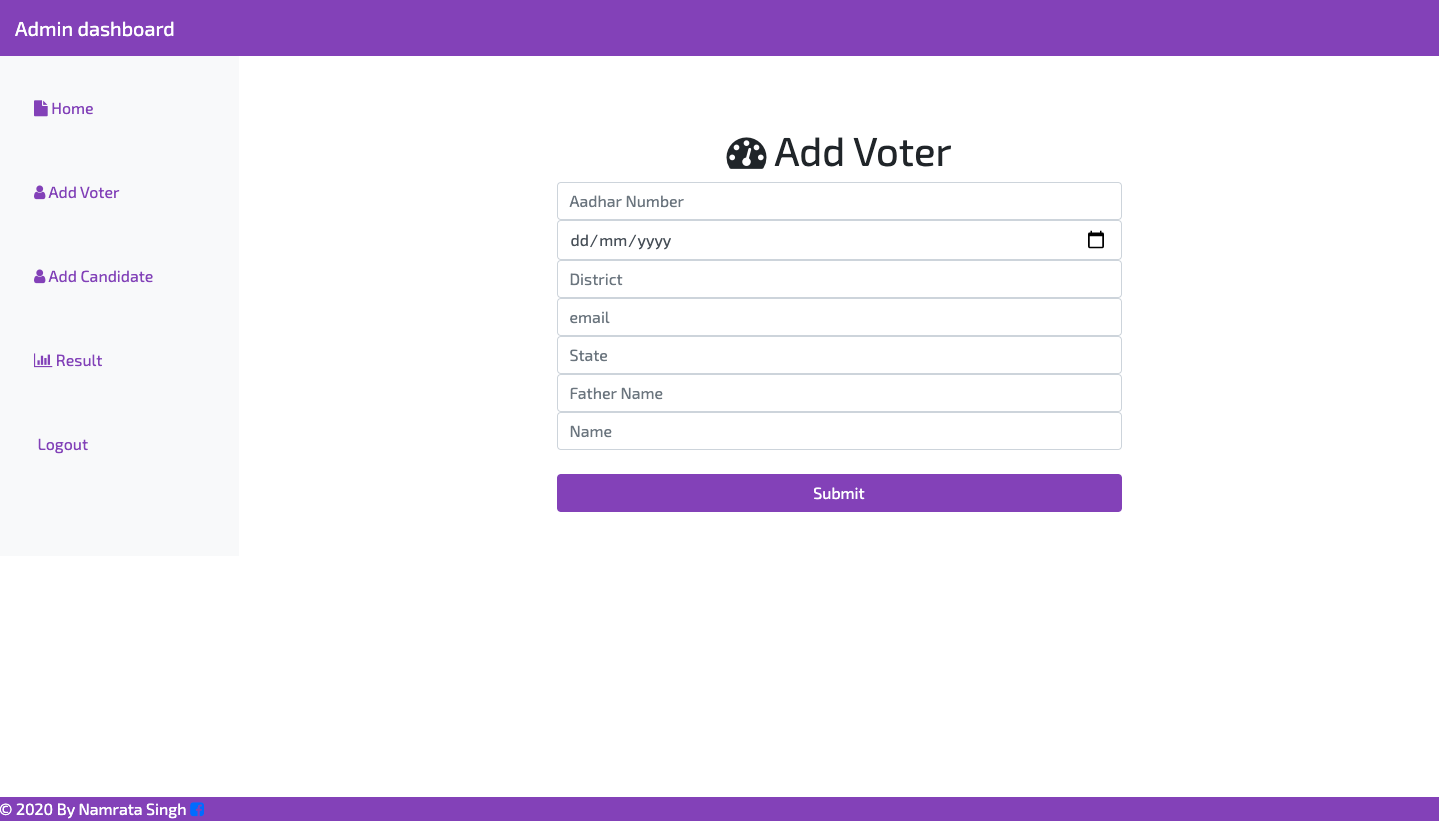 Admin dashboard
Home
Add Voter
Add Candidate
Result
Logout
Add Voter
Aadhar Number
dd/mm/yyyy
District
email
State
Father Name
Name
Submit
© 2020 By Namrata Singh